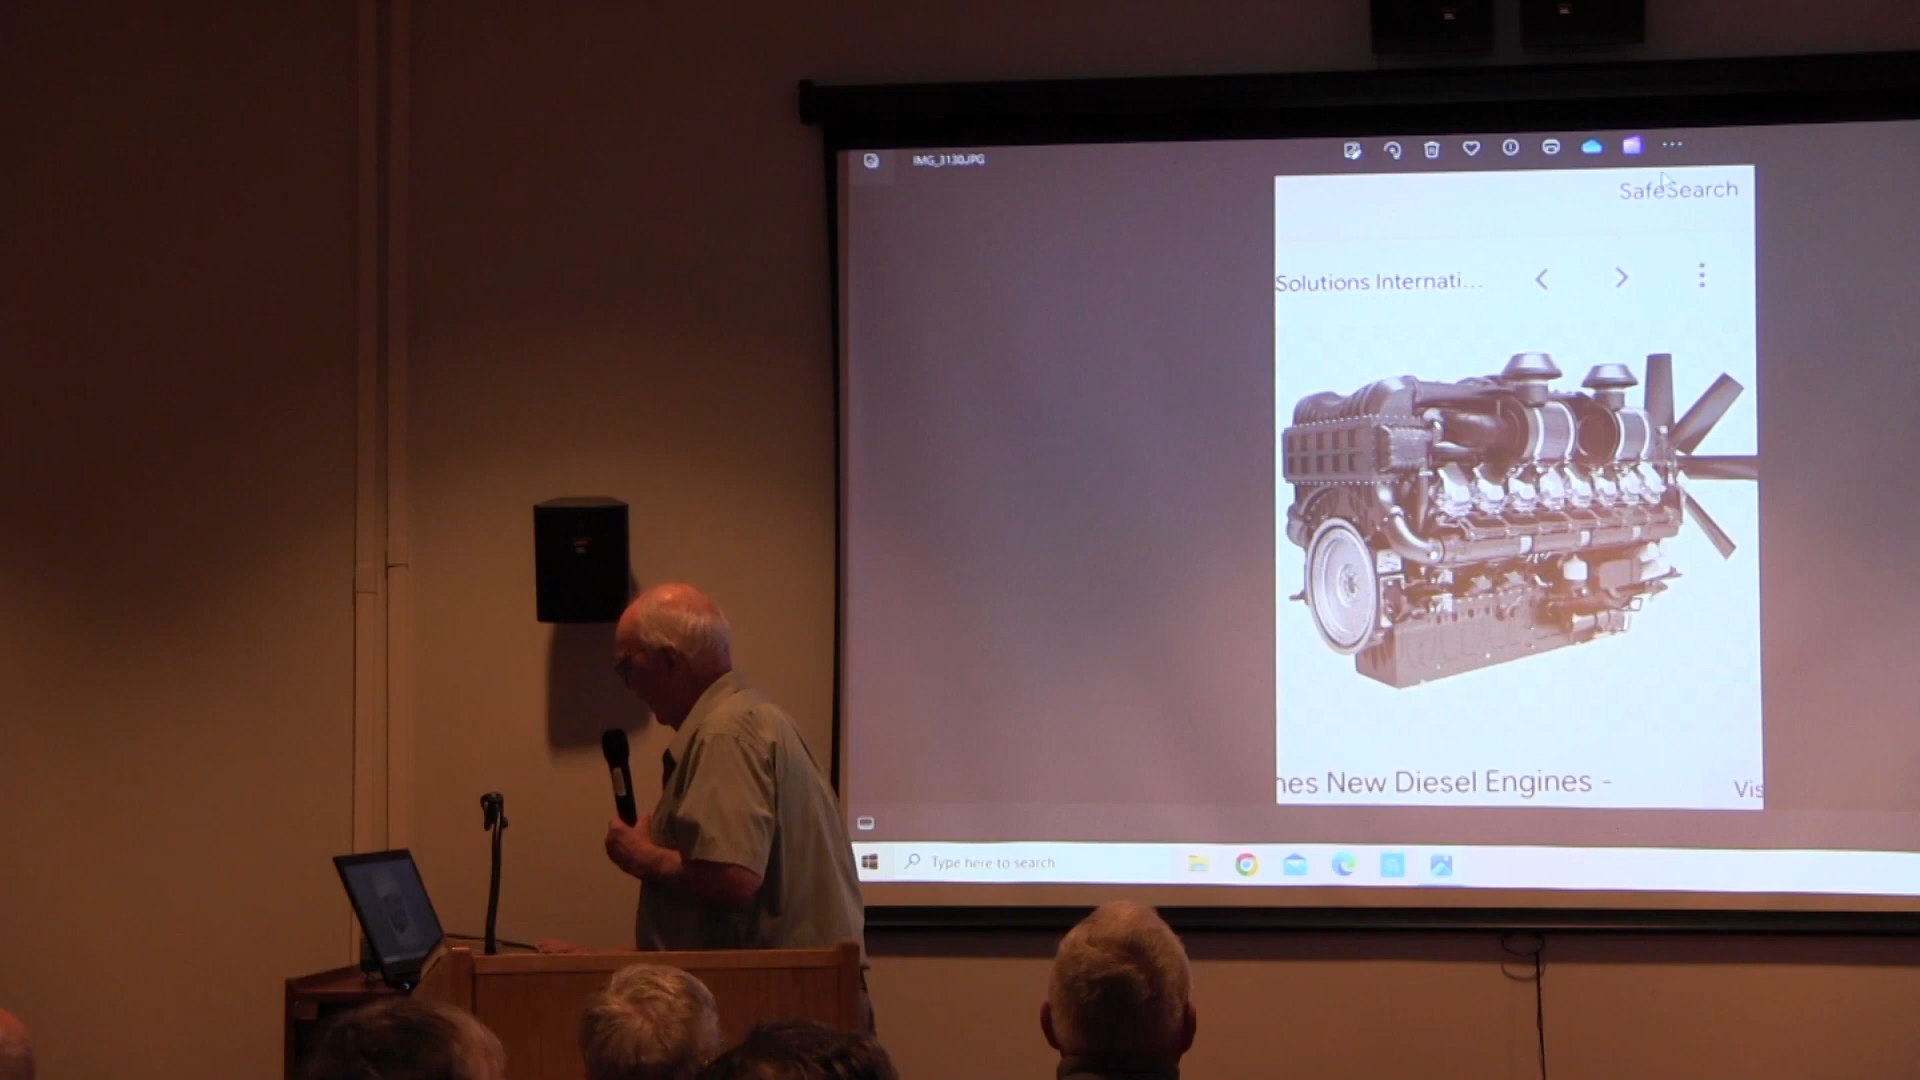 IMG_3130.JPG
SafeSearch
Solutions Internati...
nes New Diesel Engines -
Vis
Type here to search